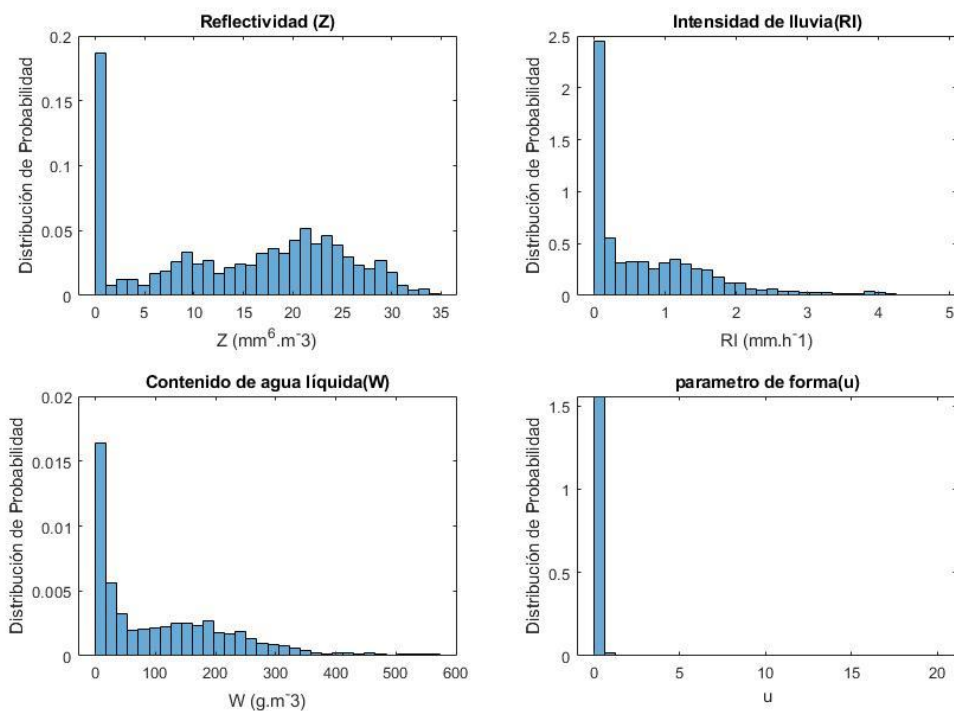 Reflectividad (Z)
Distribución de Probabilidad
0.2
0.15
0.1
0.05
0
0 5 10 15 20 25 30 35
Z (mm^6.m-3)
Intensidad de lluvia(RI)
Distribución de Probabilidad
2.5
2
1.5
1
0.5
0
0 1 2 3 4 5
RI (mm.h-1)
Contenido de agua líquida(W)
Distribución de Probabilidad
0.02
0.015
0.01
0.005
0
0 100 200 300 400 500 600
W (g.m-3)
parametro de forma(u)
Distribución de Probabilidad
1.5
1
0.5
0
0 5 10 15 20
u